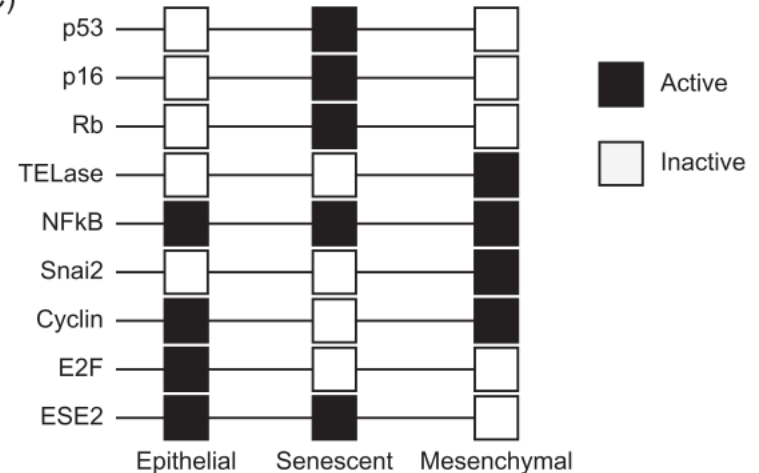 p53
p16
Rb
TELase
NFkB
Snai2
Cyclin
E2F
ESE2
Epithelial Senescent Mesenchymal
Active
Inactive